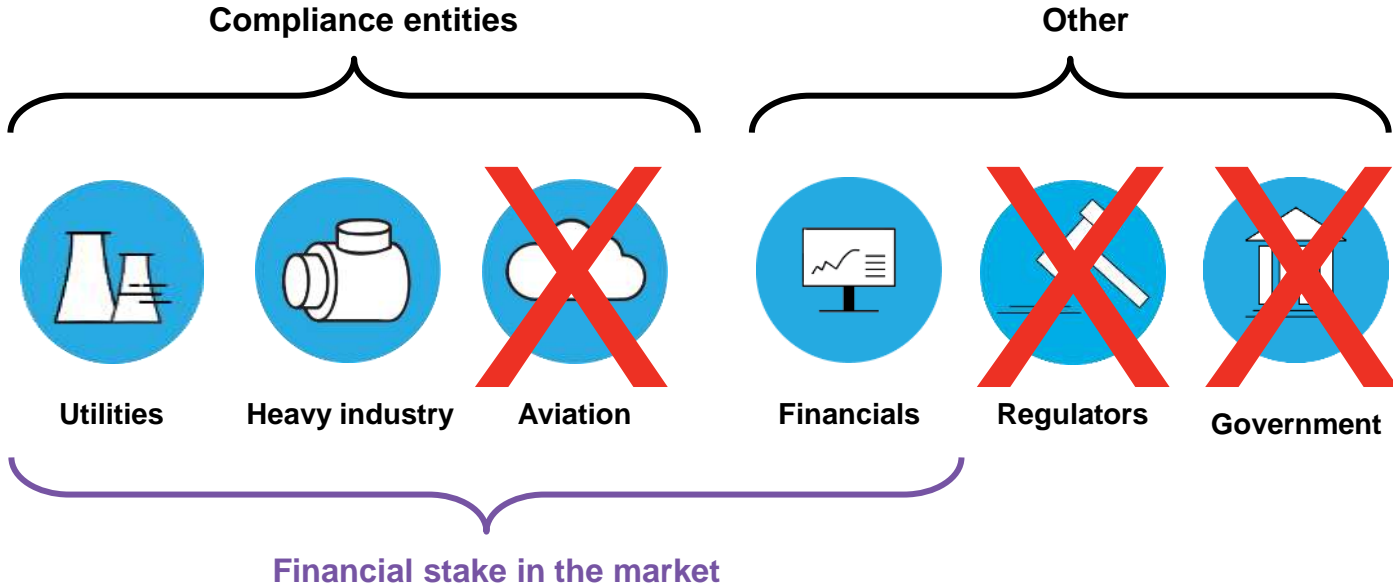 Compliance entities
Other
Utilities
Heavy industry
Aviation
Financials
Regulators
Government
Financial stake in the market